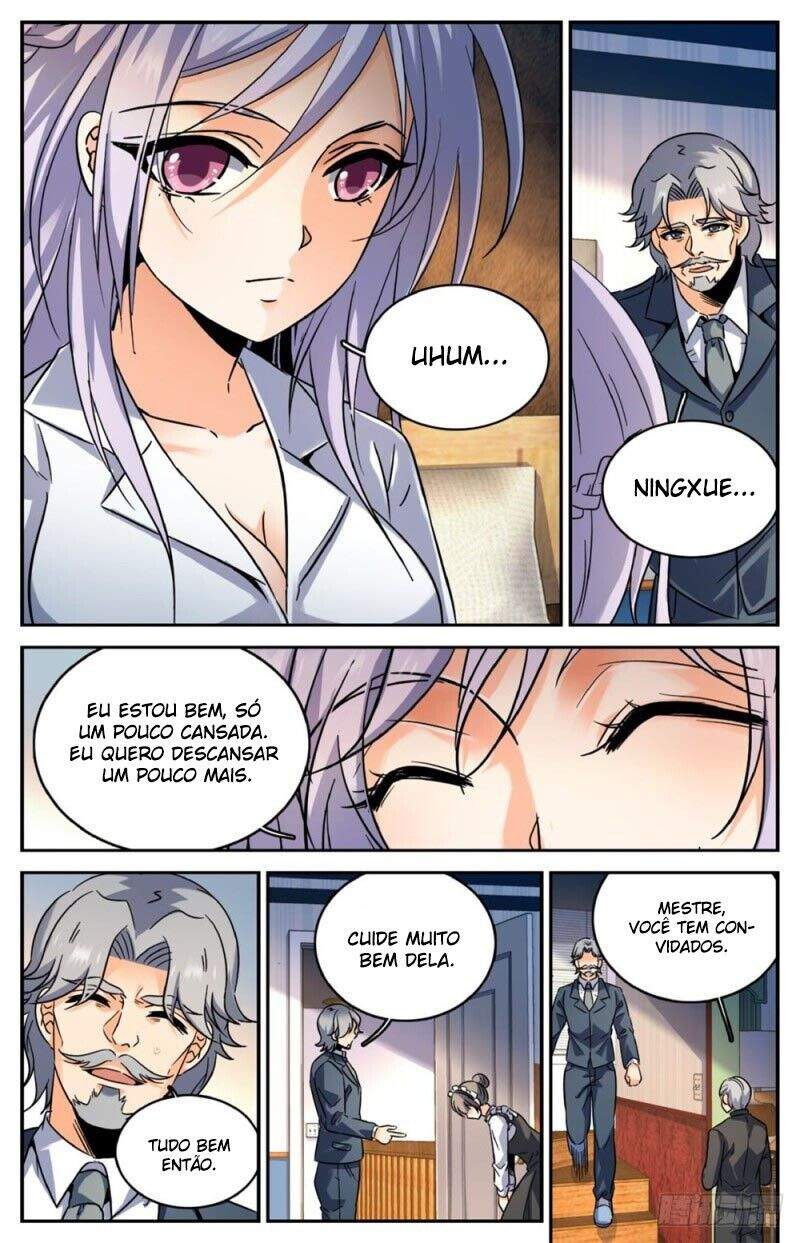 UHUM...
NINGXUE...
EU ESTOU BEM, SÓ
UM POUCO CANSADA.
EU QUERO DESCANSAR
UM POUCO MAIS.
TUDO BEM
ENTÃO.
CUIDE MUITO
BEM DELA.
MESTRE,
VOCÊ TEM CON-
VIDADOS.